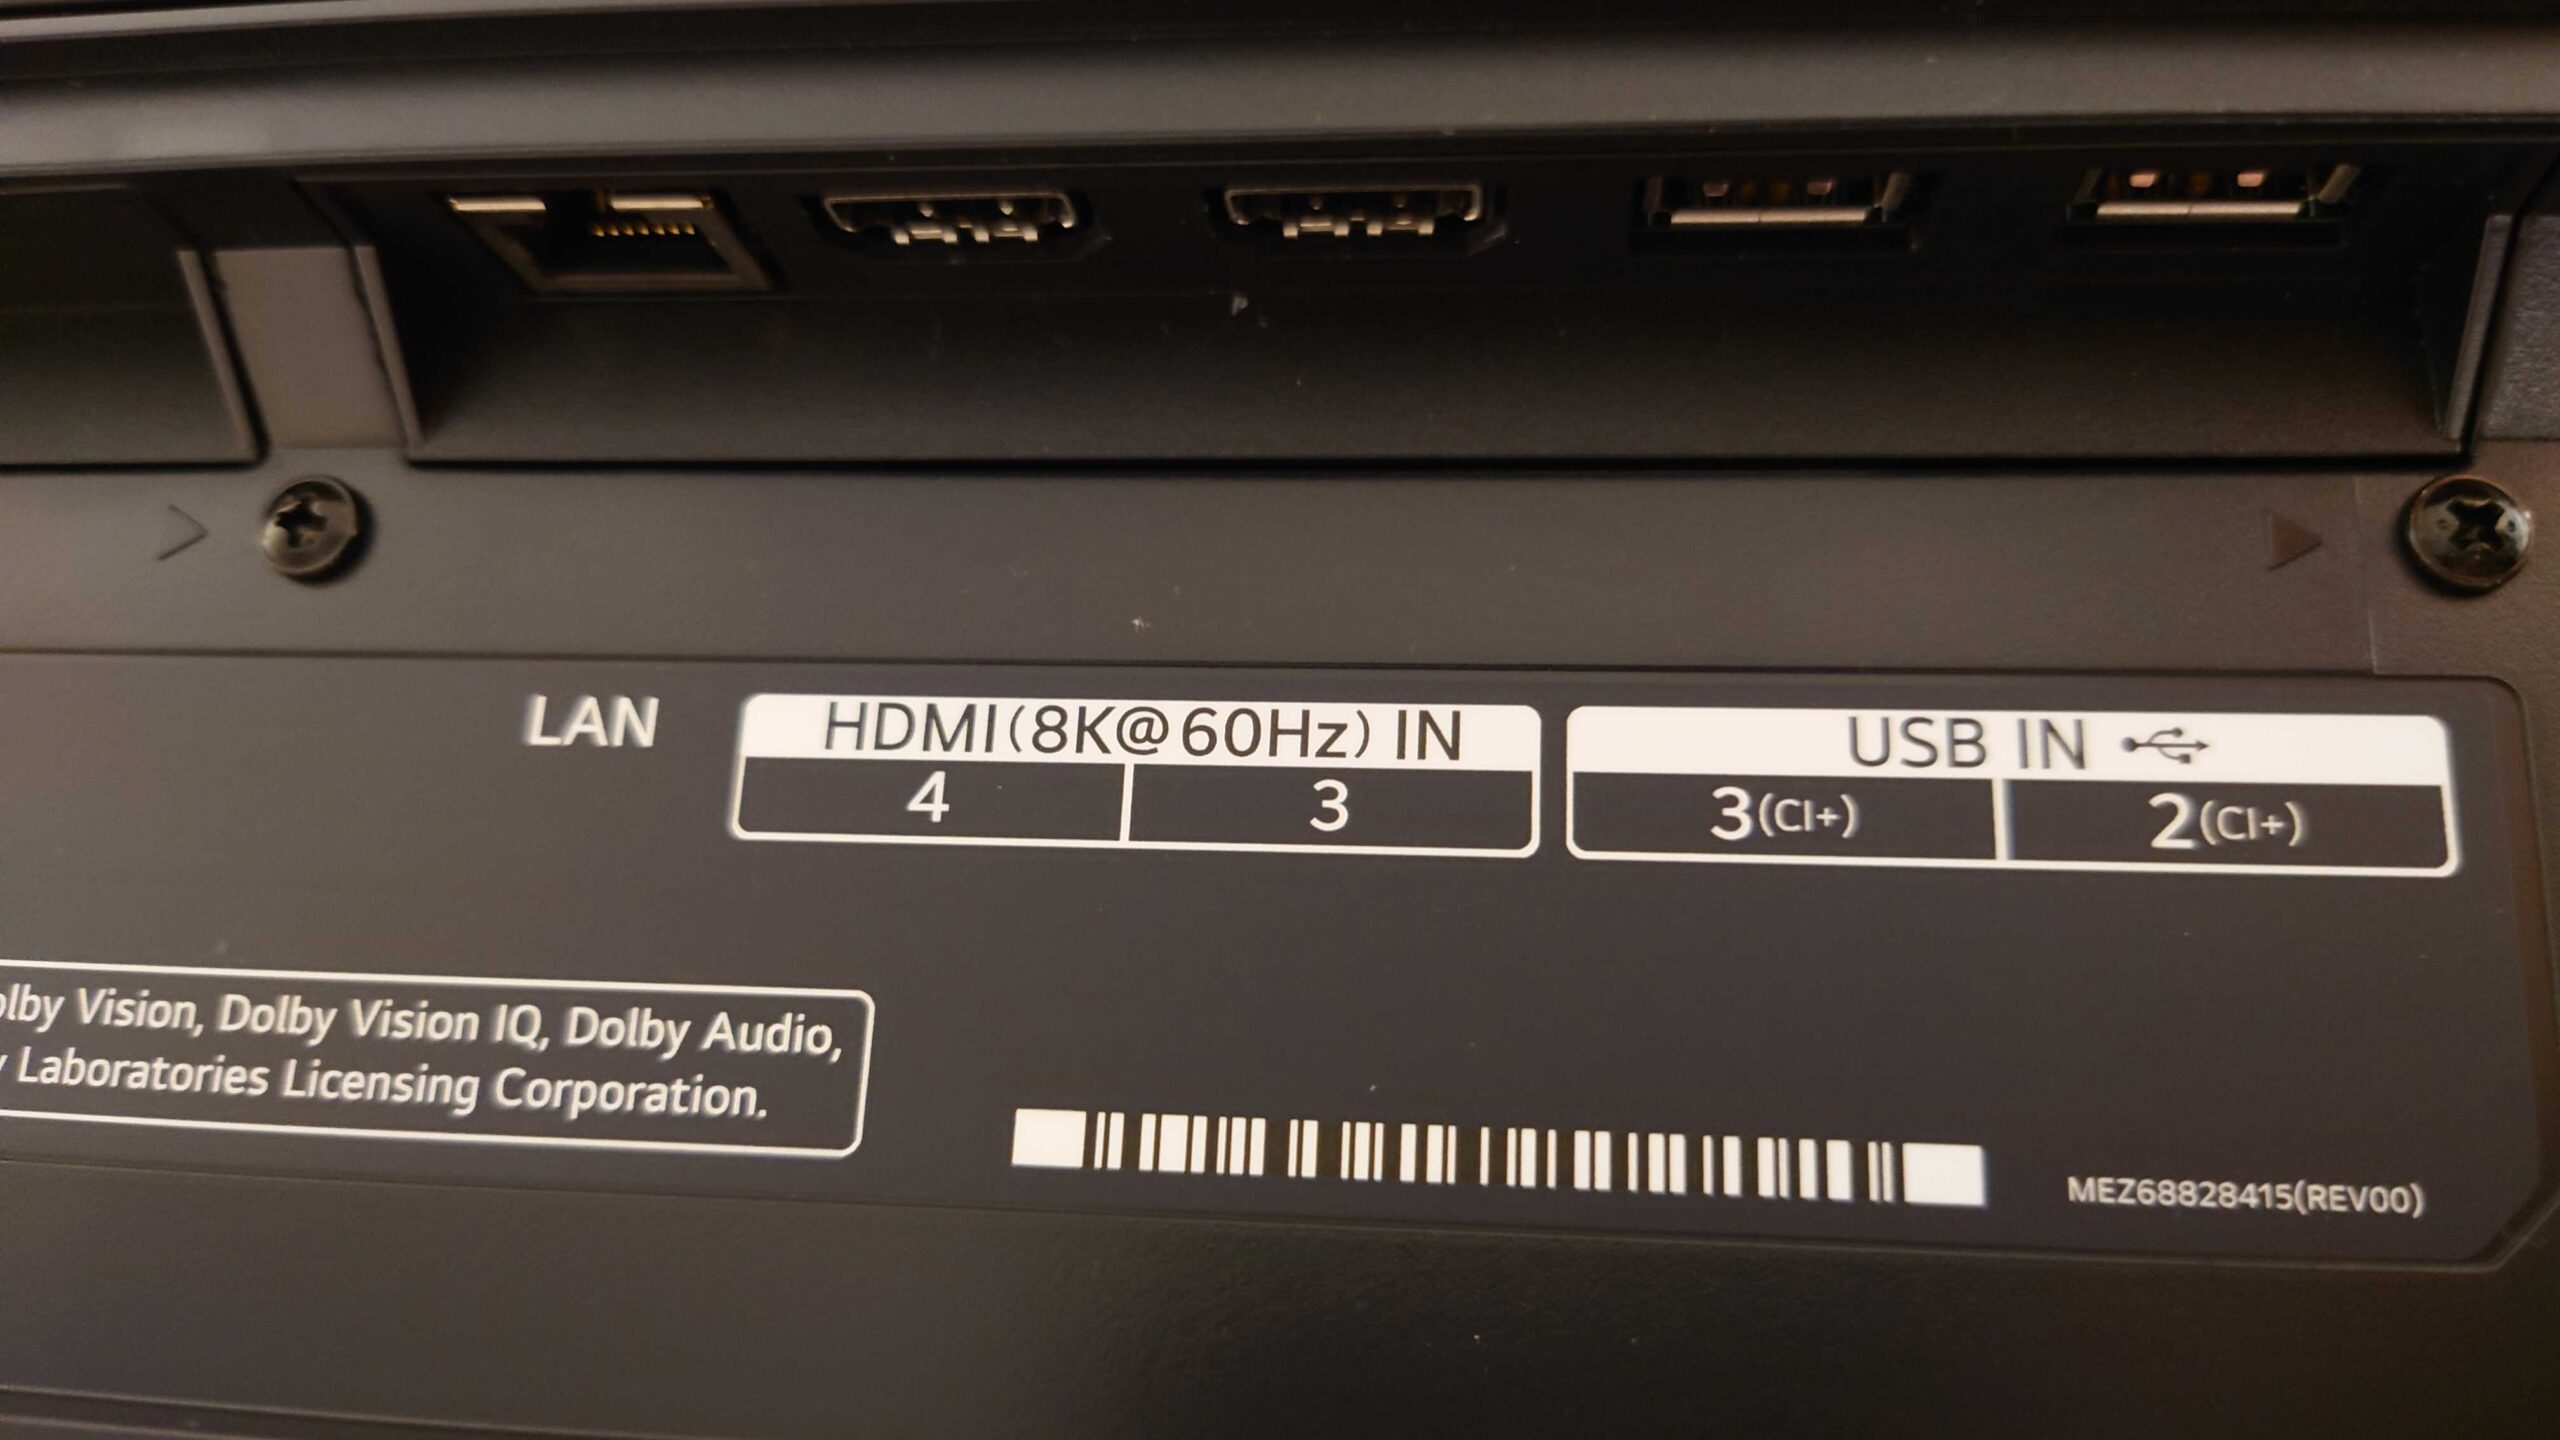 LAN
HDMI(8K@60Hz) IN
4 3
USB IN
3(CI+) 2(CI+)
Vision, Dolby Vision IQ, Dolby Audio,
Laboratories Licensing Corporation.
MEZ68828415(REV00)